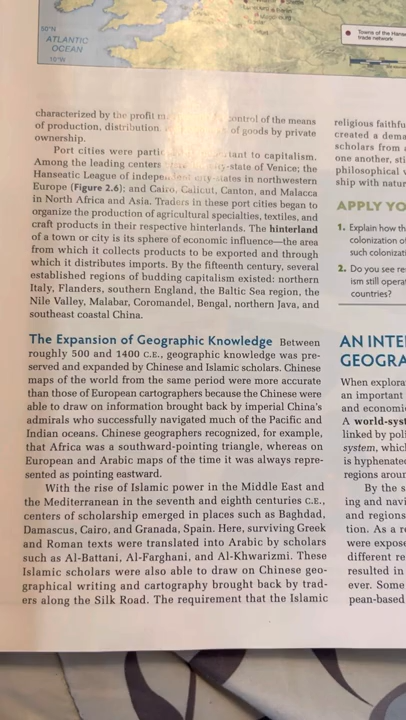 50°N
ATLANTIC
OCEAN
10°W
Towns of the Hanse
trade network
characterized by the profit control of the means
of production, distribution of goods by private
ownership.
Port cities were to capitalism.
Among the leading centers -state of Venice; the
Hanseatic League of city-states in northwestern
Europe (Figure 2.6); and Cairo, Calicut, Canton, and Malacca
in North Africa and Asia. Traders in these port cities began to
organize the production of agricultural specialties, textiles, and
craft products in their respective hinterlands. The hinterland
of a town or city is its sphere of economic influence—the area
from which it collects products to be exported and through
which it distributes imports. By the fifteenth century, several
established regions of budding capitalism existed: northern
Italy, Flanders, southern England, the Baltic Sea region, the
Nile Valley, Malabar, Coromandel, Bengal, northern Java, and
southeast coastal China.
The Expansion of Geographic Knowledge Between
roughly 500 and 1400 C.E., geographic knowledge was pre-
served and expanded by Chinese and Islamic scholars. Chinese
maps of the world from the same period were more accurate
than those of European cartographers because the Chinese were
able to draw on information brought back by imperial China's
admirals who successfully navigated much of the Pacific and
Indian oceans. Chinese geographers recognized, for example,
that Africa was a southward-pointing triangle, whereas on
European and Arabic maps of the time it was always repre-
sented as pointing eastward.
With the rise of Islamic power in the Middle East and
the Mediterranean in the seventh and eighth centuries C.E.,
centers of scholarship emerged in places such as Baghdad,
Damascus, Cairo, and Granada, Spain. Here, surviving Greek
and Roman texts were translated into Arabic by scholars
such as Al-Battani, Al-Farghani, and Al-Khwarizmi. These
Islamic scholars were also able to draw on Chinese geo-
graphical writing and cartography brought back by trad-
ers along the Silk Road. The requirement that the Islamic
religious faithfu
created a dema
scholars from
one another, sti
philosophical
ship with natur
APPLY YO
1. Explain how th
colonization o
such colonizati
2. Do you see re
ism still opera
countries?
AN INTE
GEOGRA
When explora
an important
and economic
A world-syst
linked by poli
system, whic
is hyphenated
regions arour
By the s
ing and navi
and regions
tion. As a re
were expose
different re
resulted in
ever. Some
pean-based